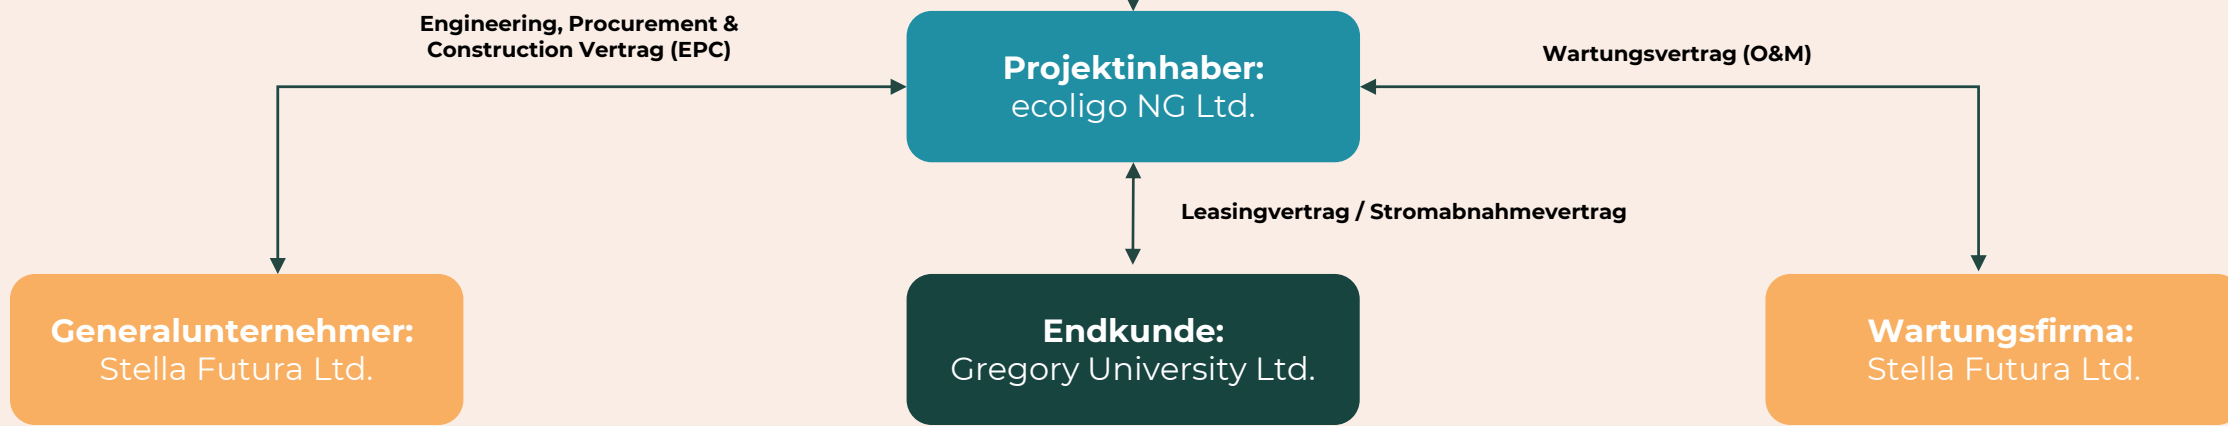 Engineering, Procurement &
Construction Vertrag (EPC)
Projektinhaber:
ecoligo NG Ltd.
Wartungsvertrag (O&M)
Leasingvertrag / Stromabnahmevertrag
Generalunternehmer:
Stella Futura Ltd.
Endkunde:
Gregory University Ltd.
Wartungsfirma:
Stella Futura Ltd.